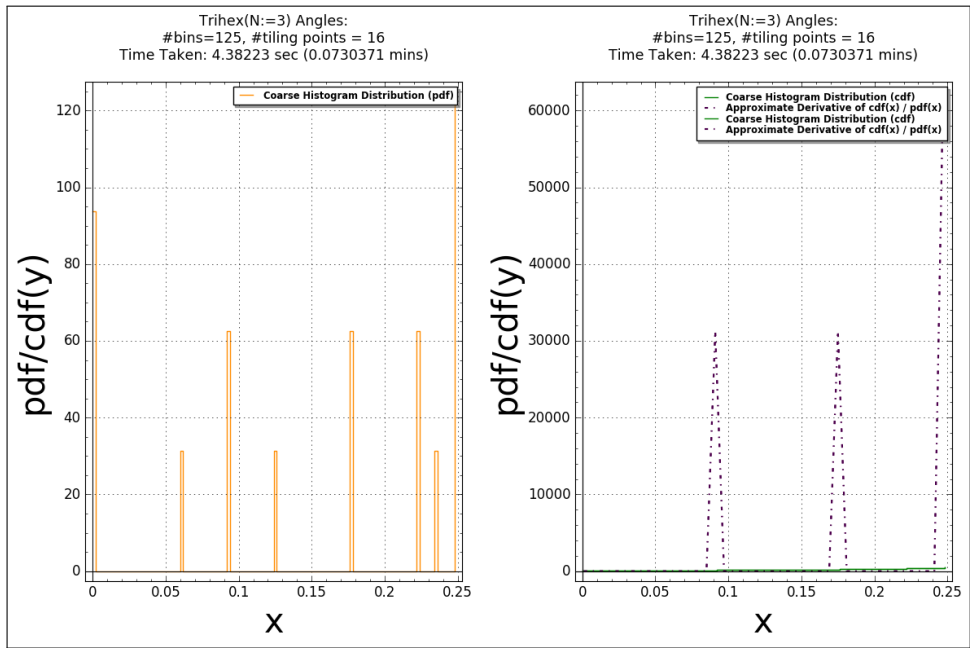 Trihex(N:=3) Angles:
#bins=125, #tiling points = 16
Time Taken: 4.38223 sec (0.0730371 mins)
Coarse Histogram Distribution (pdf)
120
100
80
60
40
20
0
pdf/cdf(y)
0 0.05 0.1 0.15 0.2 0.25
x
Trihex(N:=3) Angles:
#bins=125, #tiling points = 16
Time Taken: 4.38223 sec (0.0730371 mins)
Coarse Histogram Distribution (cdf)
Approximate Derivative of cdf(x) / pdf(x)
Coarse Histogram Distribution (cdf)
Approximate Derivative of cdf(x) / pdf(x)
60000
50000
40000
30000
20000
10000
0
pdf/cdf(y)
0 0.05 0.1 0.15 0.2 0.25
x